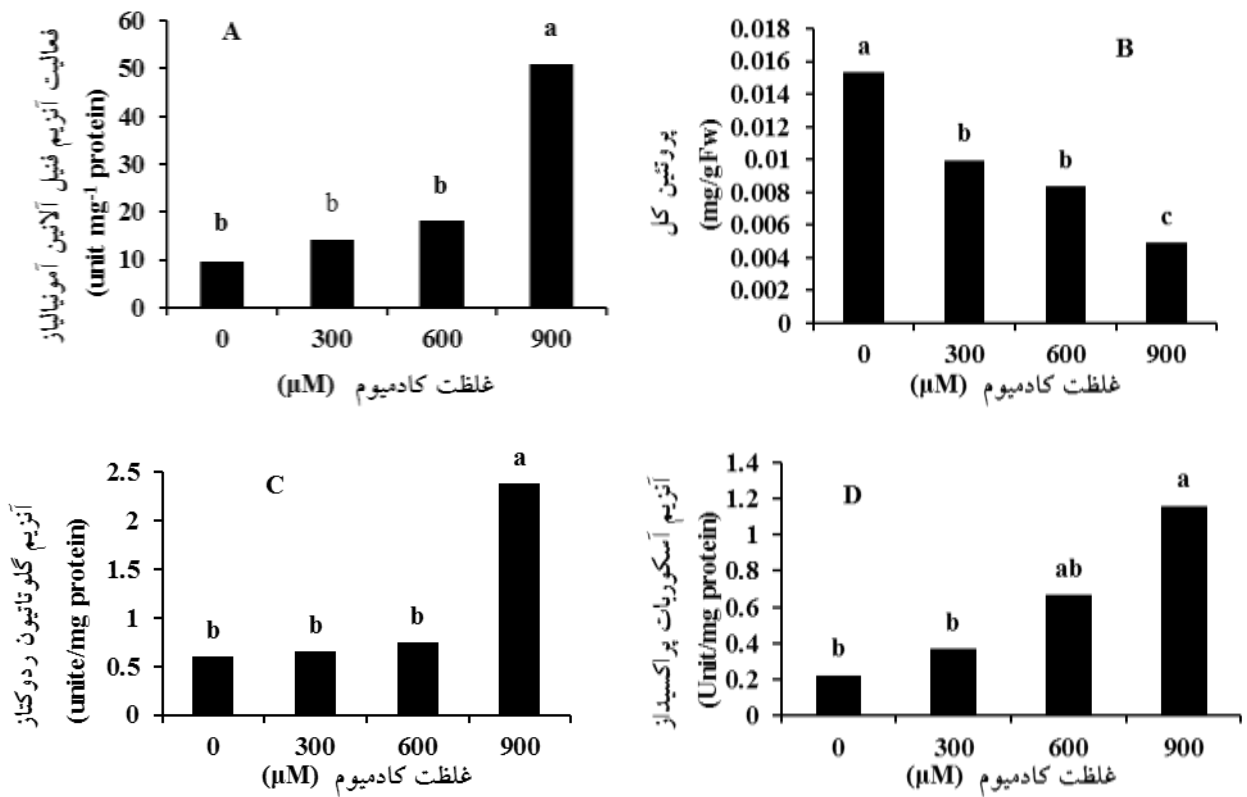 A
فعالیت آنزیم فنیل آلانین آمونیالیاز
(unit mg⁻¹ protein)
60
50
40
30
20
10
0
b
b
b
a
0 300 600 900
غلظت کادمیوم (µM)
B
پروتئین کل
(mg/gFw)
0.018
0.016
0.014
0.012
0.01
0.008
0.006
0.004
0.002
0
a
b
b
c
0 300 600 900
غلظت کادمیوم (µM)
C
آنزیم گلوتاتیون ردوکتاز
(unite/mg protein)
2.5
2
1.5
1
0.5
0
b
b
b
a
0 300 600 900
غلظت کادمیوم (µM)
D
آنزیم آسکوربات پراکسیداز
(Unit/mg protein)
1.4
1.2
1
0.8
0.6
0.4
0.2
0
b
b
ab
a
0 300 600 900
غلظت کادمیوم (µM)